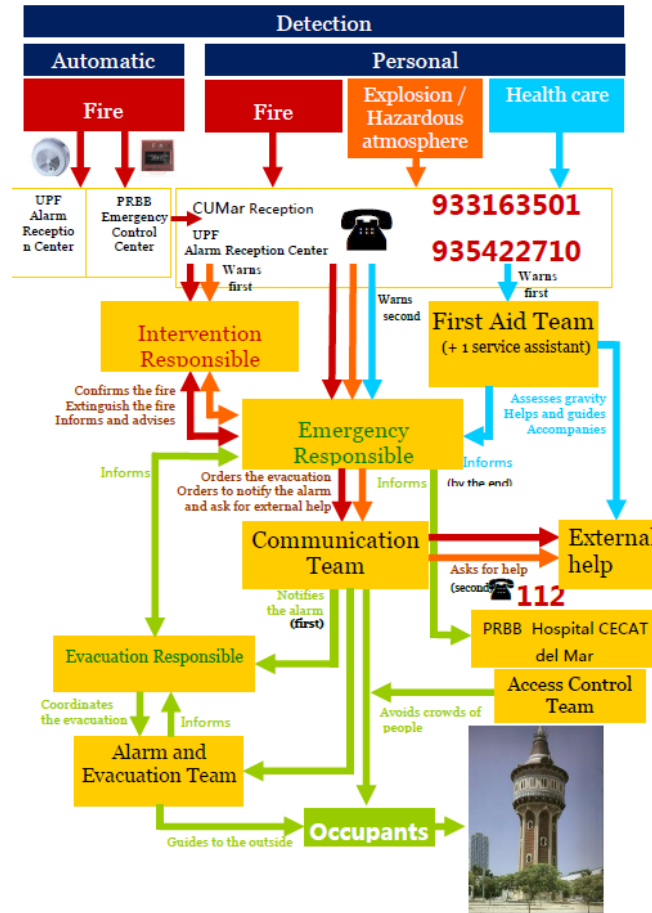 Detection
Automatic
Personal
Fire
Fire
Explosion /
Hazardous
atmosphere
Health care
UPF
Alarm
Receptio
n Center
PRBB
Emergency
Control
Center
CUMar Reception
UPF
Alarm Reception Center
933163501
935422710
Warns
first
Warns
second
Warns
first
Intervention
Responsible
First Aid Team
(+ 1 service assistant)
Confirms the fire
Extinguish the fire
Informs and advises
Assesses gravity
Helps and guides
Accompanies
Emergency
Responsible
Informs
Orders the evacuation
Orders to notify the alarm
and ask for external help
Informs
Informs
(by the end)
Communication
Team
External
help
Asks for help
(second)
112
Notifies
the alarm
(first)
PRBB Hospital CECAT
del Mar
Evacuation Responsible
Access Control
Team
Coordinates
the evacuation
Informs
Avoids crowds of
people
Alarm and
Evacuation Team
Guides to the outside
Occupants